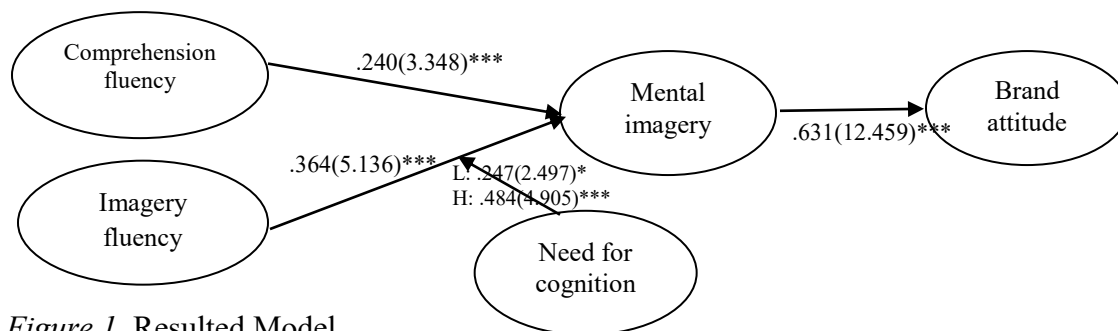 Comprehension
fluency
.240(3.348)***
Mental
imagery
Brand
attitude
.631(12.459)***
.364(5.136)***
L: .247(2.497)*
H: .484(4.905)***
Imagery
fluency
Need for
cognition
Figure 1. Resulted Model